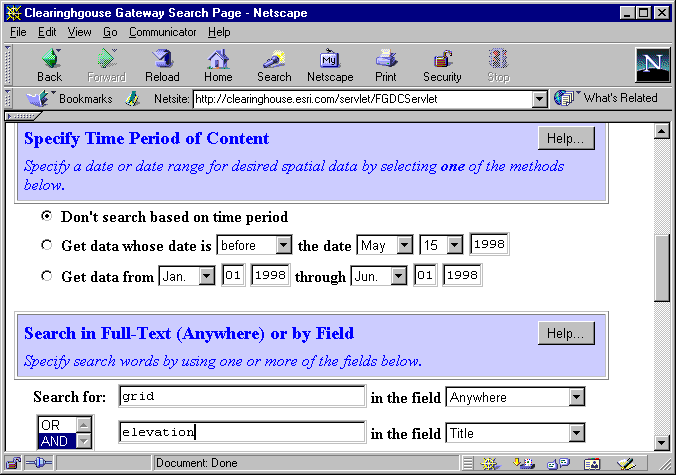 Clearinghgouse Gateway Search Page - Netscape
File Edit View Go Communicator Help
Back Forward Reload Home Search Netscape Print Security Stop
My
N
Bookmarks Netsite: http://clearinghouse.esri.com/servlet/FGDCServlet What's Related
Specify Time Period of Content Help...
Specify a date or date range for desired spatial data by selecting one of the methods
below.
Don't search based on time period
Get data whose date is before the date May 15 1998
Get data from Jan. 01 1998 through Jun. 01 1998
Search in Full-Text (Anywhere) or by Field Help...
Specify search words by using one or more of the fields below.
Search for: grid in the field Anywhere
OR
AND elevation in the field Title
Document: Done